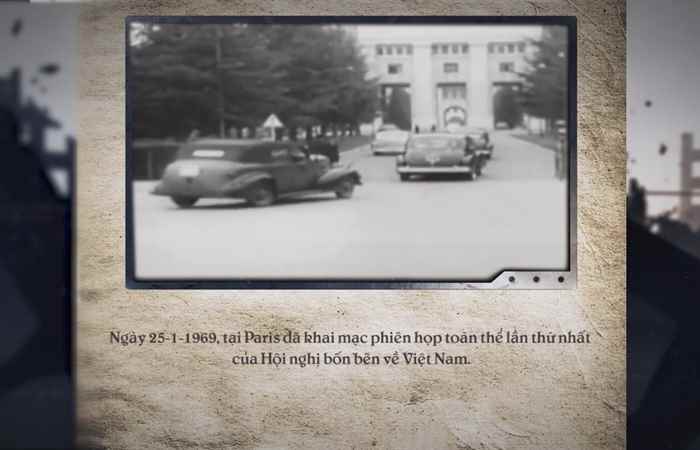 Ngày 25-1-1969, tại Paris đã khai mạc phiên họp toàn thể lần thứ nhất
của Hội nghị bốn bên về Việt Nam.